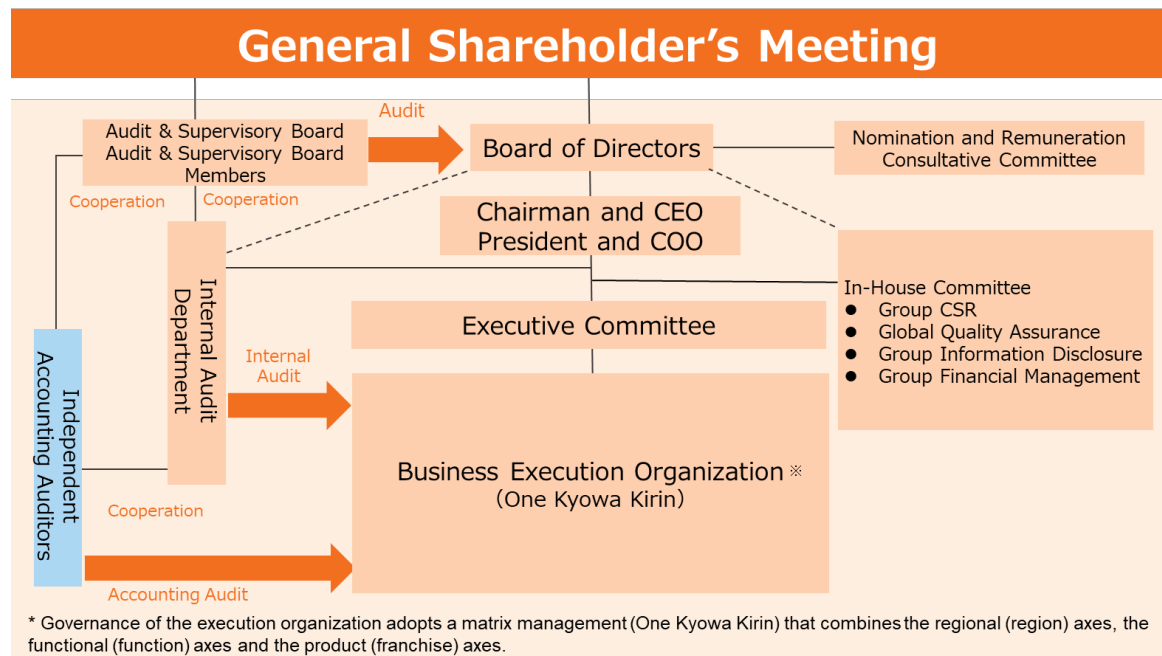 General Shareholder's Meeting
Audit & Supervisory Board
Audit & Supervisory Board
Members
Audit
Board of Directors
Nomination and Remuneration
Consultative Committee
Cooperation
Cooperation
Chairman and CEO
President and COO
Internal Audit
Department
In-House Committee
● Group CSR
● Global Quality Assurance
● Group Information Disclosure
● Group Financial Management
Executive Committee
Independent
Accounting Auditors
Internal
Audit
Business Execution Organization※
（One Kyowa Kirin）
Cooperation
Accounting Audit
* Governance of the execution organization adopts a matrix management (One Kyowa Kirin) that combines the regional (region) axes, the
functional (function) axes and the product (franchise) axes.